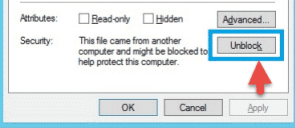 Attributes: Read-only Hidden Advanced...
Security: This file came from another
computer and might be blocked to
help protect this computer.
Unblock
OK Cancel Apply